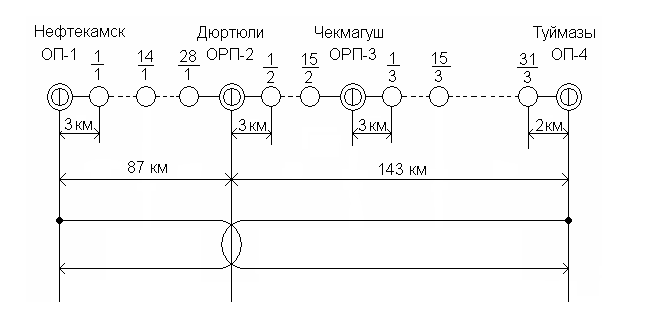 Нефтекамск Дюртюли Чекмагуш Туймазы
ОП-1 ОРП-2 ОРП-3 ОП-4
1/1 14/1 28/1 1/2 15/2 1/3 15/3 31/3
3 км 3 км 3 км 2 км
87 км 143 км